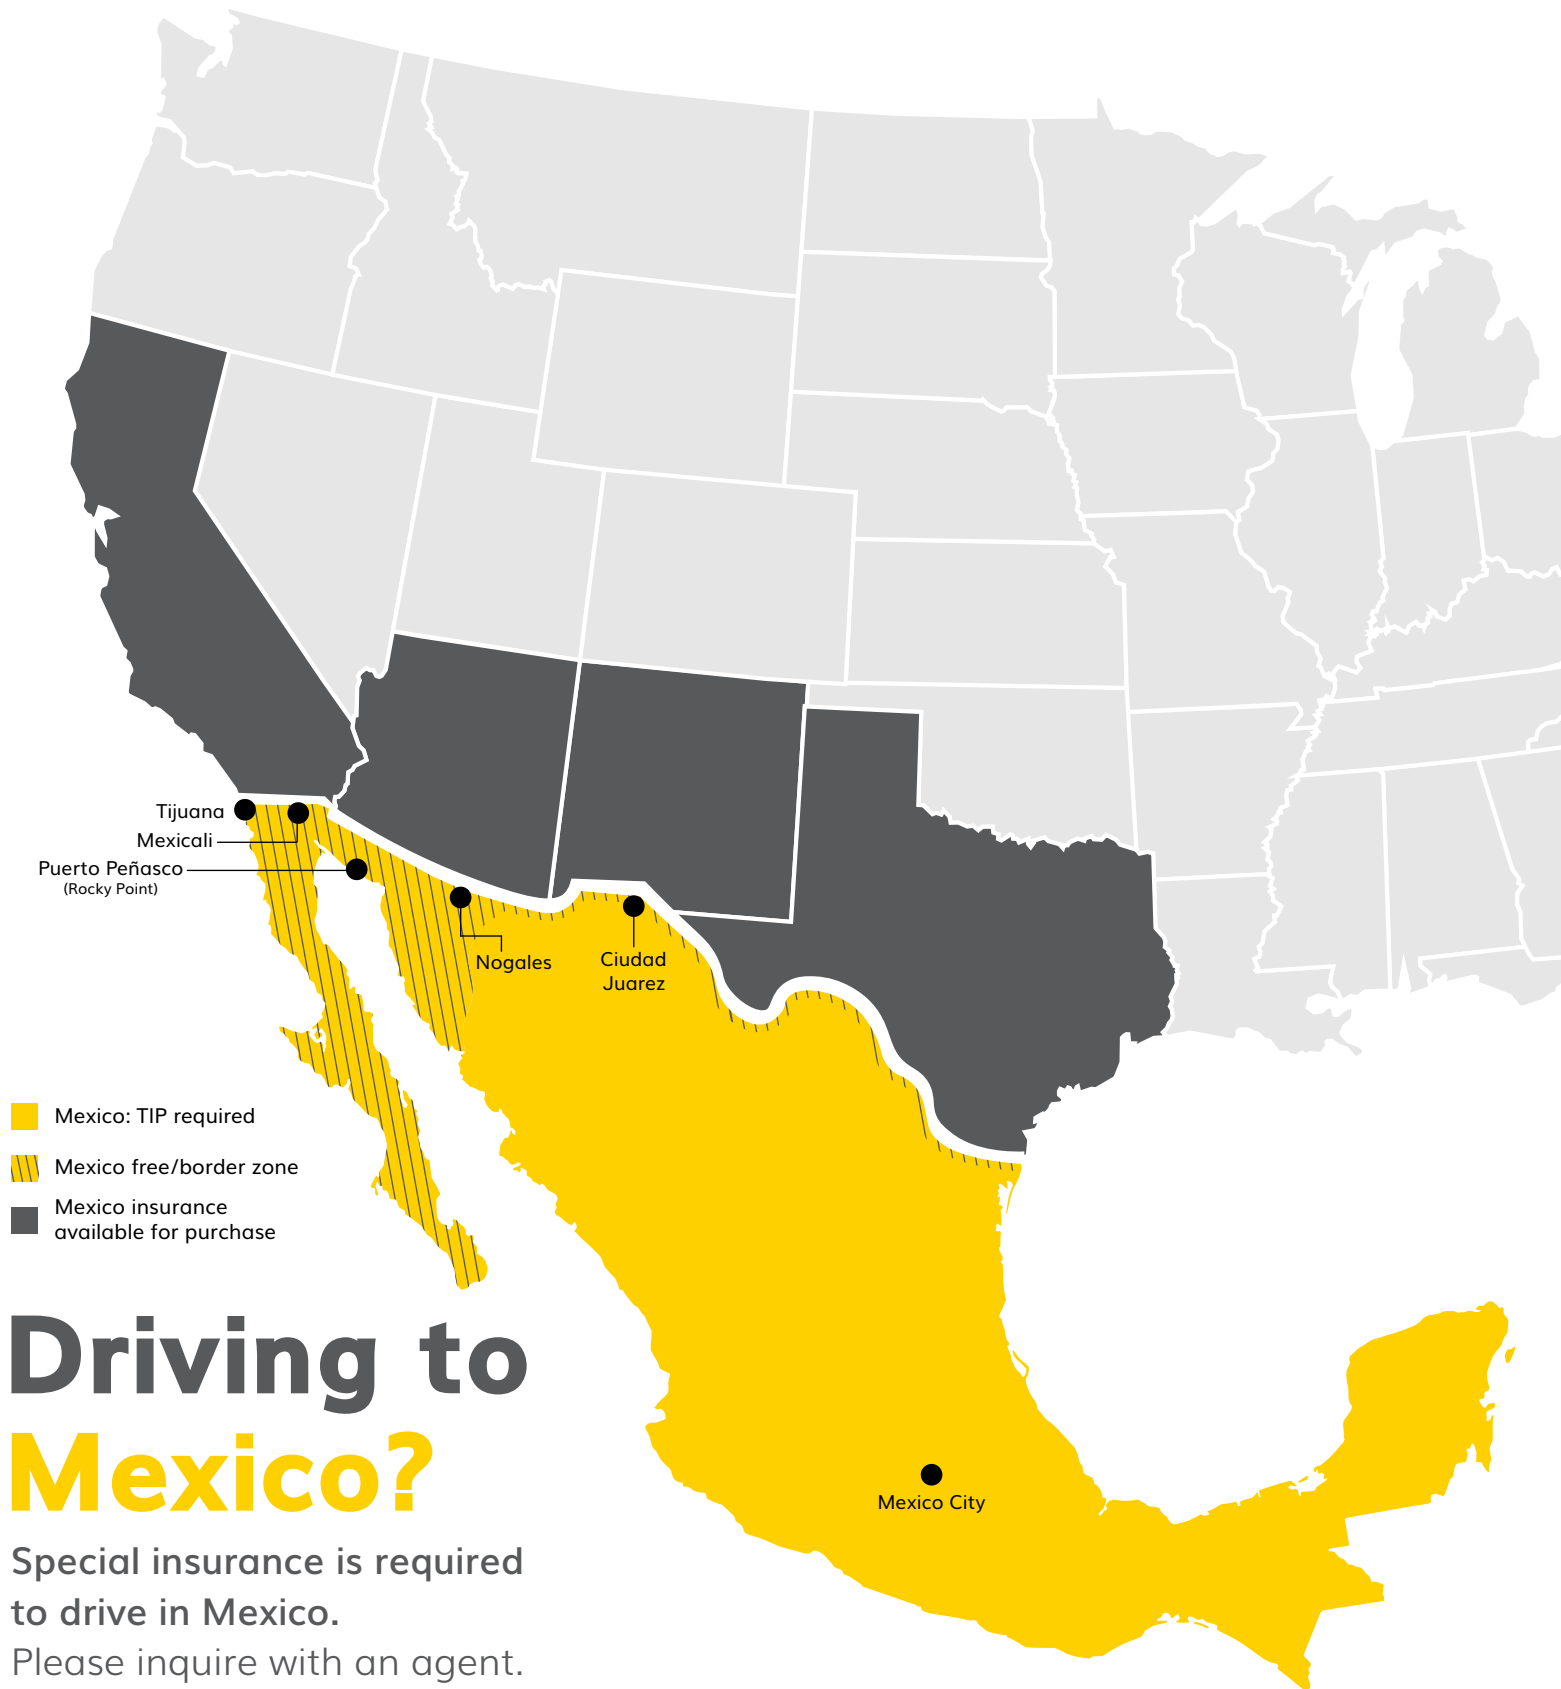 Tijuana
Mexicali
Puerto Peñasco
(Rocky Point)
Nogales
Ciudad
Juarez
Mexico: TIP required
Mexico free/border zone
Mexico insurance
available for purchase
Driving to
Mexico?
Mexico City
Special insurance is required
to drive in Mexico.
Please inquire with an agent.